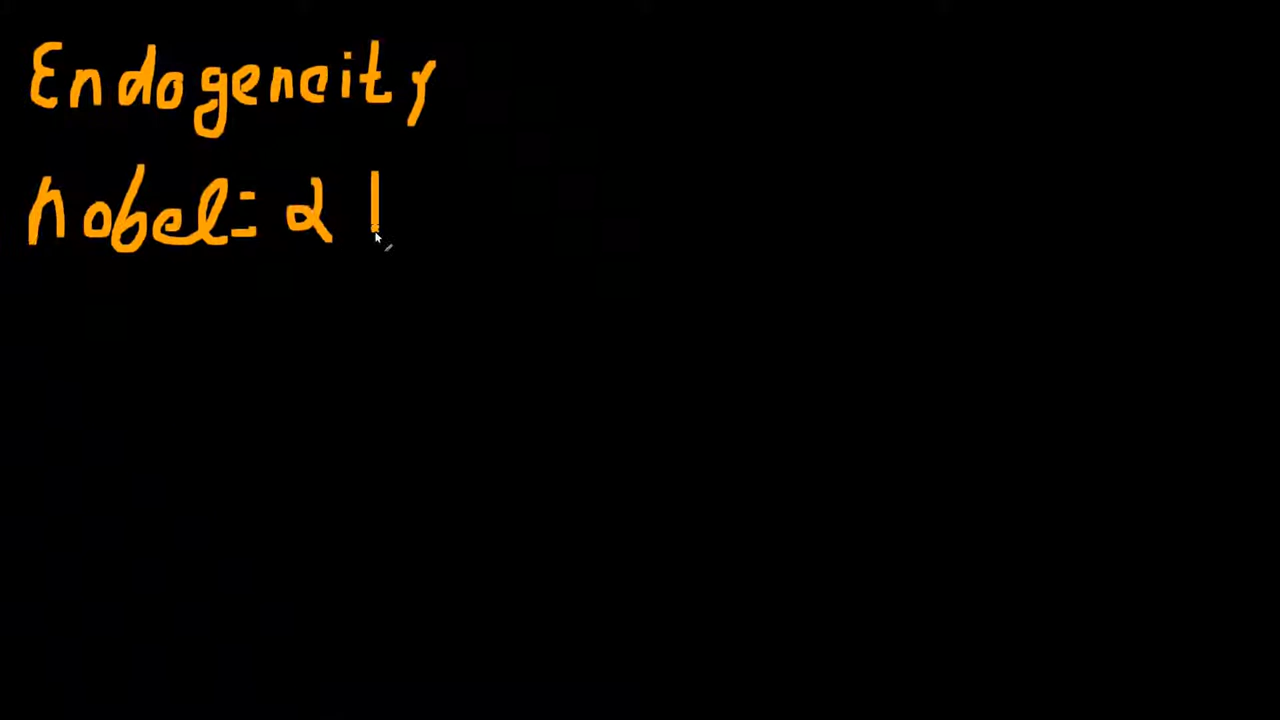 Endogeneity
nobel = α |